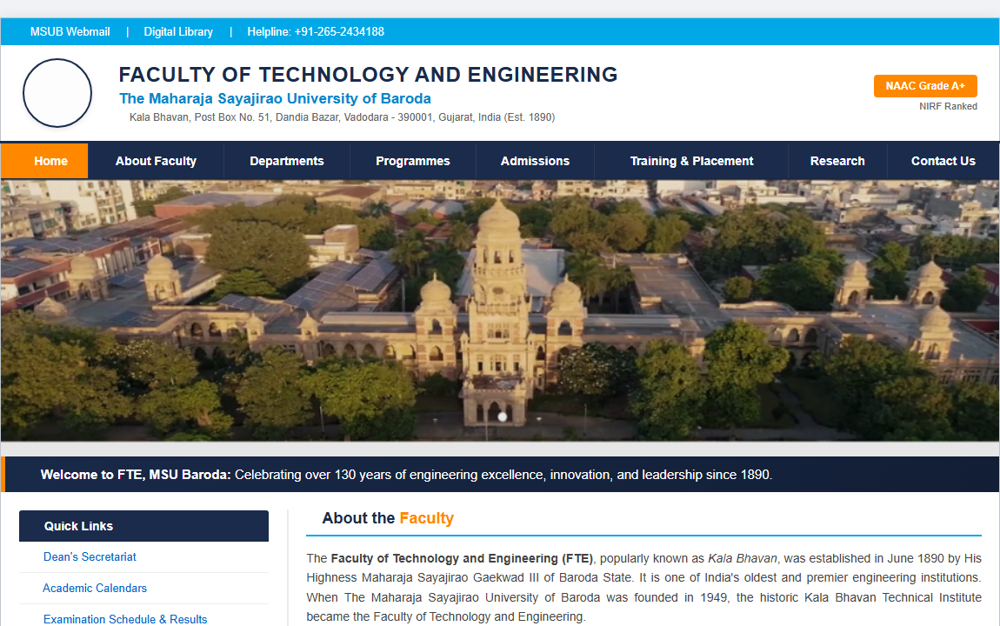 MSUB Webmail | Digital Library | Helpline: +91-265-2434188
FACULTY OF TECHNOLOGY AND ENGINEERING
The Maharaja Sayajirao University of Baroda
Kala Bhavan, Post Box No. 51, Dandia Bazar, Vadodara - 390001, Gujarat, India (Est. 1890)
NAAC Grade A+
NIRF Ranked
Home About Faculty Departments Programmes Admissions Training & Placement Research Contact Us
Welcome to FTE, MSU Baroda: Celebrating over 130 years of engineering excellence, innovation, and leadership since 1890.
Quick Links
Dean's Secretariat
Academic Calendars
Examination Schedule & Results
About the Faculty
The Faculty of Technology and Engineering (FTE), popularly known as Kala Bhavan, was established in June 1890 by His
Highness Maharaja Sayajirao Gaekwad III of Baroda State. It is one of India's oldest and premier engineering institutions.
When The Maharaja Sayajirao University of Baroda was founded in 1949, the historic Kala Bhavan Technical Institute
became the Faculty of Technology and Engineering.